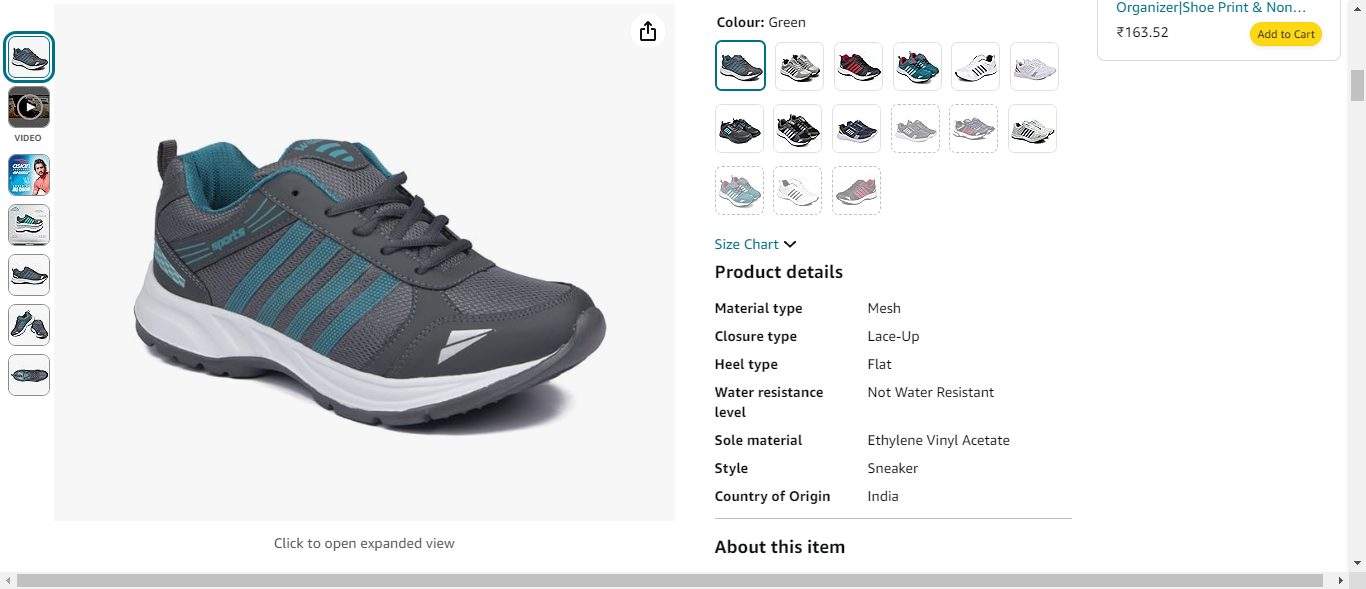 Organizer|Shoe Print & Non…
₹163.52
Add to Cart
Colour: Green
VIDEO
asian
sports
Size Chart
Product details
Material type Mesh
Closure type Lace-Up
Heel type Flat
Water resistance level Not Water Resistant
Sole material Ethylene Vinyl Acetate
Style Sneaker
Country of Origin India
About this item
Click to open expanded view